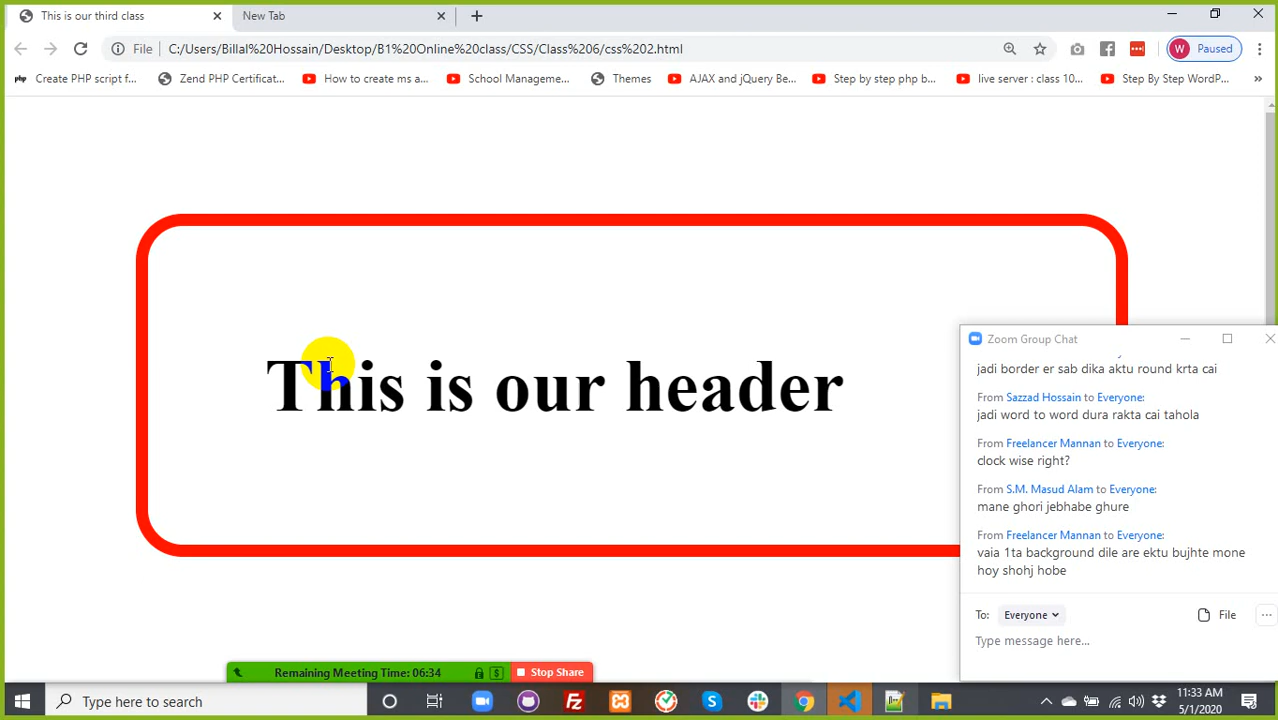 This is our third class
New Tab
File
C:/Users/Billal%20Hossain/Desktop/B1%20Online%20class/CSS/Class%206/css%202.html
W
Paused
Create PHP script f...
Zend PHP Certificat...
How to create ms a...
School Manageme...
Themes
AJAX and jQuery Be...
Step by step php b...
live server : class 10...
Step By Step WordP...
This is our header
Zoom Group Chat
jadi border er sab dika aktu round krta cai
From Sazzad Hossain to Everyone:
jadi word to word dura rakta cai tahola
From Freelancer Mannan to Everyone:
clock wise right?
From S.M. Masud Alam to Everyone:
mane ghori jebhabe ghure
From Freelancer Mannan to Everyone:
vaia 1ta background dile are ektu bujhte mone
hoy shohj hobe
To: Everyone
File
Type message here...
Remaining Meeting Time: 06:34
Stop Share
Type here to search
11:33 AM
5/1/2020